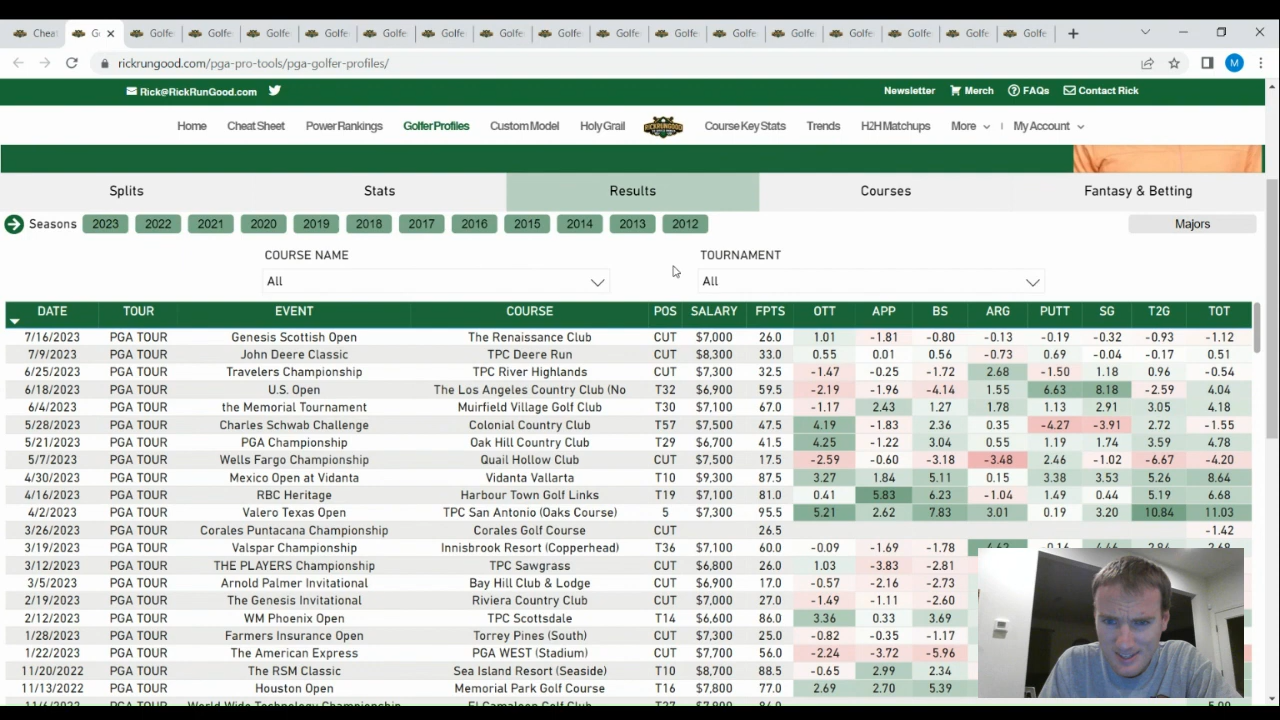 Chea G Golfe Golfe Golfe Golfe Golfe Golfe Golfe Golfe Golfe Golfe Golfe Golfe Golfe Golfe Golfe Golfe
rickrungood.com/pga-pro-tools/pga-golfer-profiles/ M
Rick@RickRunGood.com Newsletter Merch FAQs Contact Rick
Home Cheat Sheet Power Rankings Golfer Profiles Custom Model Holy Grail RICKRUNGOOD Course Key Stats Trends H2H Matchups More My Account
Splits Stats Results Courses Fantasy & Betting
Seasons 2023 2022 2021 2020 2019 2018 2017 2016 2015 2014 2013 2012 Majors
COURSE NAME TOURNAMENT
All All
DATE TOUR EVENT COURSE POS SALARY FPTS OTT APP BS ARG PUTT SG T2G TOT
7/16/2023 PGA TOUR Genesis Scottish Open The Renaissance Club CUT $7,000 26.0 1.01 -1.81 -0.80 -0.13 -0.19 -0.32 -0.93 -1.12
7/9/2023 PGA TOUR John Deere Classic TPC Deere Run CUT $8,300 33.0 0.55 0.01 0.56 -0.73 0.69 -0.04 -0.17 0.51
6/25/2023 PGA TOUR Travelers Championship TPC River Highlands CUT $7,300 32.5 -1.47 -0.25 -1.72 2.68 -1.50 1.18 0.96 -0.54
6/18/2023 PGA TOUR U.S. Open The Los Angeles Country Club (No T32 $6,900 59.5 -2.19 -1.96 -4.14 1.55 6.63 8.18 -2.59 4.04
6/4/2023 PGA TOUR the Memorial Tournament Muirfield Village Golf Club T30 $7,100 67.0 -1.17 2.43 1.27 1.78 1.13 2.91 3.05 4.18
5/28/2023 PGA TOUR Charles Schwab Challenge Colonial Country Club T57 $7,500 47.5 4.19 -1.83 2.36 0.35 -4.27 -3.91 2.72 -1.55
5/21/2023 PGA TOUR PGA Championship Oak Hill Country Club T29 $6,700 41.5 4.25 -1.22 3.04 0.55 1.19 1.74 3.59 4.78
5/7/2023 PGA TOUR Wells Fargo Championship Quail Hollow Club CUT $7,500 17.5 -2.59 -0.60 -3.18 -3.48 2.46 -1.02 -6.67 -4.20
4/30/2023 PGA TOUR Mexico Open at Vidanta Vidanta Vallarta T10 $9,300 87.5 3.27 1.84 5.11 0.15 3.38 3.53 5.26 8.64
4/16/2023 PGA TOUR RBC Heritage Harbour Town Golf Links T19 $7,100 81.0 0.41 5.83 6.23 -1.04 1.49 0.44 5.19 6.68
4/2/2023 PGA TOUR Valero Texas Open TPC San Antonio (Oaks Course) 5 $7,300 95.5 5.21 2.62 7.83 3.01 0.19 3.20 10.84 11.03
3/26/2023 PGA TOUR Corales Puntacana Championship Corales Golf Course CUT 26.5 -1.42
3/19/2023 PGA TOUR Valspar Championship Innisbrook Resort (Copperhead) T36 $7,100 60.0 -0.09 -1.69 -1.78
3/12/2023 PGA TOUR THE PLAYERS Championship TPC Sawgrass CUT $6,800 26.0 1.03 -3.83 -2.81
3/5/2023 PGA TOUR Arnold Palmer Invitational Bay Hill Club & Lodge CUT $6,900 17.0 -0.57 -2.16 -2.73
2/19/2023 PGA TOUR The Genesis Invitational Riviera Country Club CUT $7,000 27.0 -1.49 -1.11 -2.60
2/12/2023 PGA TOUR WM Phoenix Open TPC Scottsdale T14 $6,600 86.0 3.36 0.33 3.69
1/28/2023 PGA TOUR Farmers Insurance Open Torrey Pines (South) CUT $7,300 25.0 -0.82 -0.35 -1.17
1/22/2023 PGA TOUR The American Express PGA WEST (Stadium) CUT $7,700 56.0 -2.24 -3.72 -5.96
11/20/2022 PGA TOUR The RSM Classic Sea Island Resort (Seaside) T10 $8,700 88.5 -0.65 2.99 2.34
11/13/2022 PGA TOUR Houston Open Memorial Park Golf Course T16 $7,800 77.0 2.69 2.70 5.39